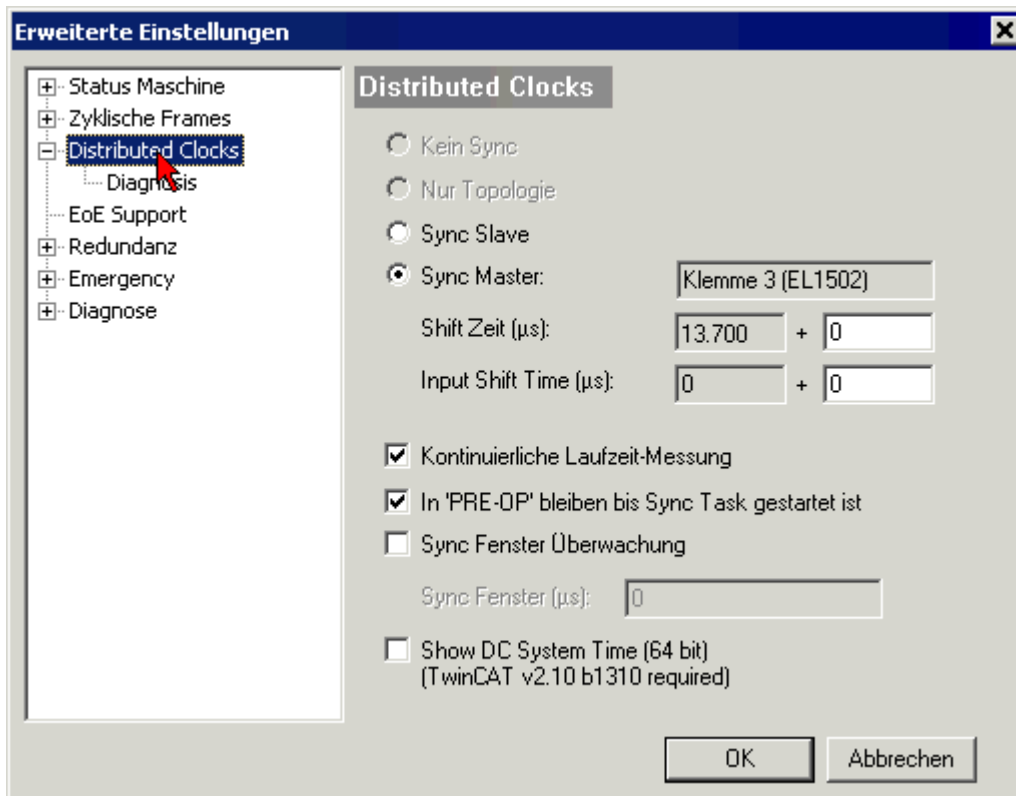 Erweiterte Einstellungen
Status Maschine
Zyklische Frames
Distributed Clocks
Diagnosis
EoE Support
Redundanz
Emergency
Diagnose
Distributed Clocks
Kein Sync
Nur Topologie
Sync Slave
Sync Master: Klemme 3 (EL1502)
Shift Zeit (µs): 13.700 + 0
Input Shift Time (µs): 0 + 0
Kontinuierliche Laufzeit-Messung
In 'PRE-OP' bleiben bis Sync Task gestartet ist
Sync Fenster Überwachung
Sync Fenster (µs): 0
Show DC System Time (64 bit)
(TwinCAT v2.10 b1310 required)
OK Abbrechen